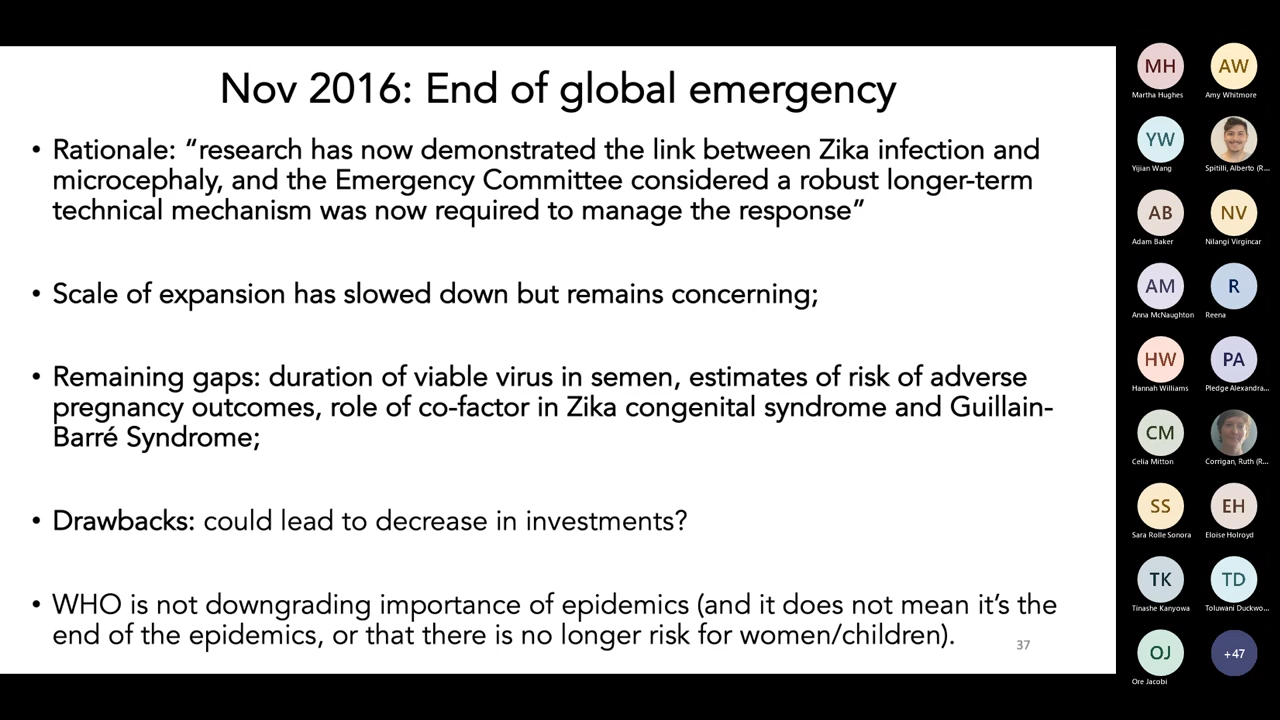 Nov 2016: End of global emergency
• Rationale: "research has now demonstrated the link between Zika infection and
microcephaly, and the Emergency Committee considered a robust longer-term
technical mechanism was now required to manage the response"
• Scale of expansion has slowed down but remains concerning;
• Remaining gaps: duration of viable virus in semen, estimates of risk of adverse
pregnancy outcomes, role of co-factor in Zika congenital syndrome and Guillain-
Barré Syndrome;
• Drawbacks: could lead to decrease in investments?
• WHO is not downgrading importance of epidemics (and it does not mean it's the
end of the epidemics, or that there is no longer risk for women/children).
37
MH
Martha Hughes
AW
Amy Whitmore
YW
Yijian Wang
Spitilli, Alberto (R...
AB
Adam Baker
NV
Nilangi Virgincar
AM
Anna McNaughton
R
Reena
HW
Hannah Williams
PA
Pledge Alexandra...
CM
Celia Mitton
Corrigan, Ruth (R...
SS
Sara Rolle Sonora
EH
Eloise Holroyd
TK
Tinashe Kanyowa
TD
Toluwani Duckwo...
OJ
Ore Jacobi
+47